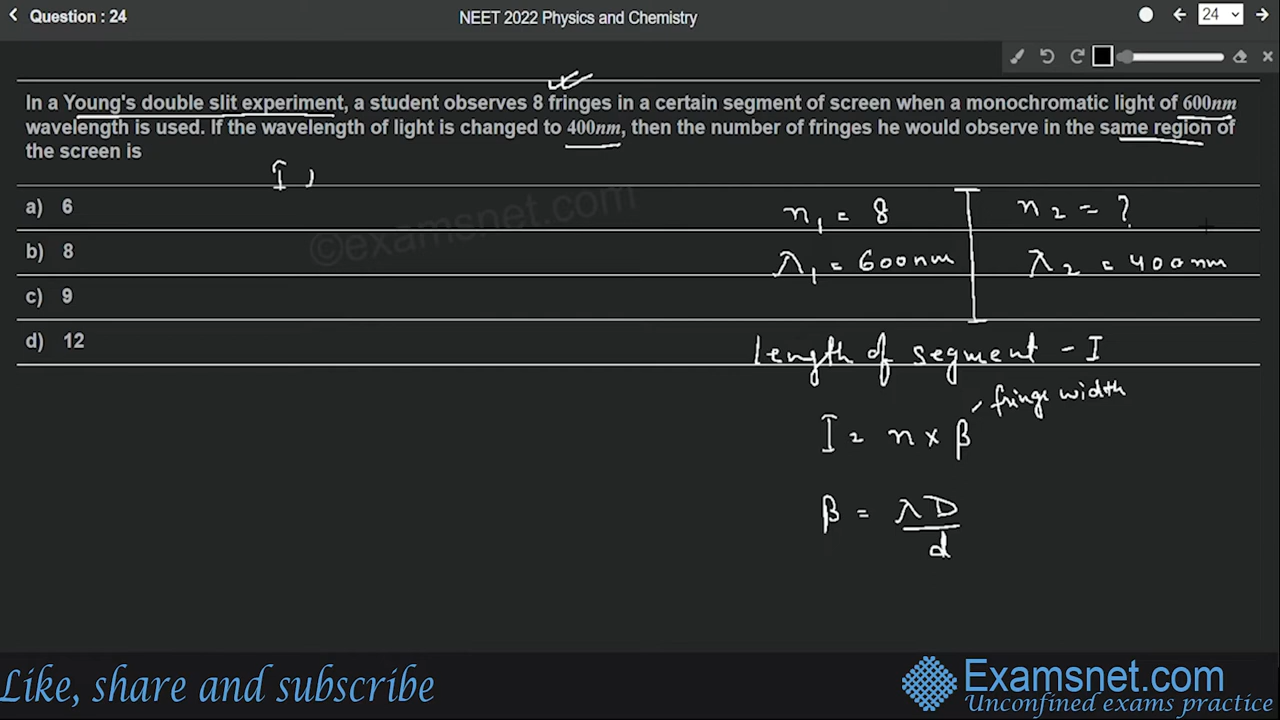 Question : 24
NEET 2022 Physics and Chemistry
24
In a Young's double slit experiment, a student observes 8 fringes in a certain segment of screen when a monochromatic light of 600nm
wavelength is used. If the wavelength of light is changed to 400nm, then the number of fringes he would observe in the same region of
the screen is
I
a) 6
b) 8
c) 9
d) 12
©examsnet.com
n₁ = 8
n₂ = ?
λ₁ = 600nm
λ₂ = 400nm
length of segment - I
fringe width
I = n × β
β = λD
d
Like, share and subscribe
Examsnet.com
Unconfined exams practice